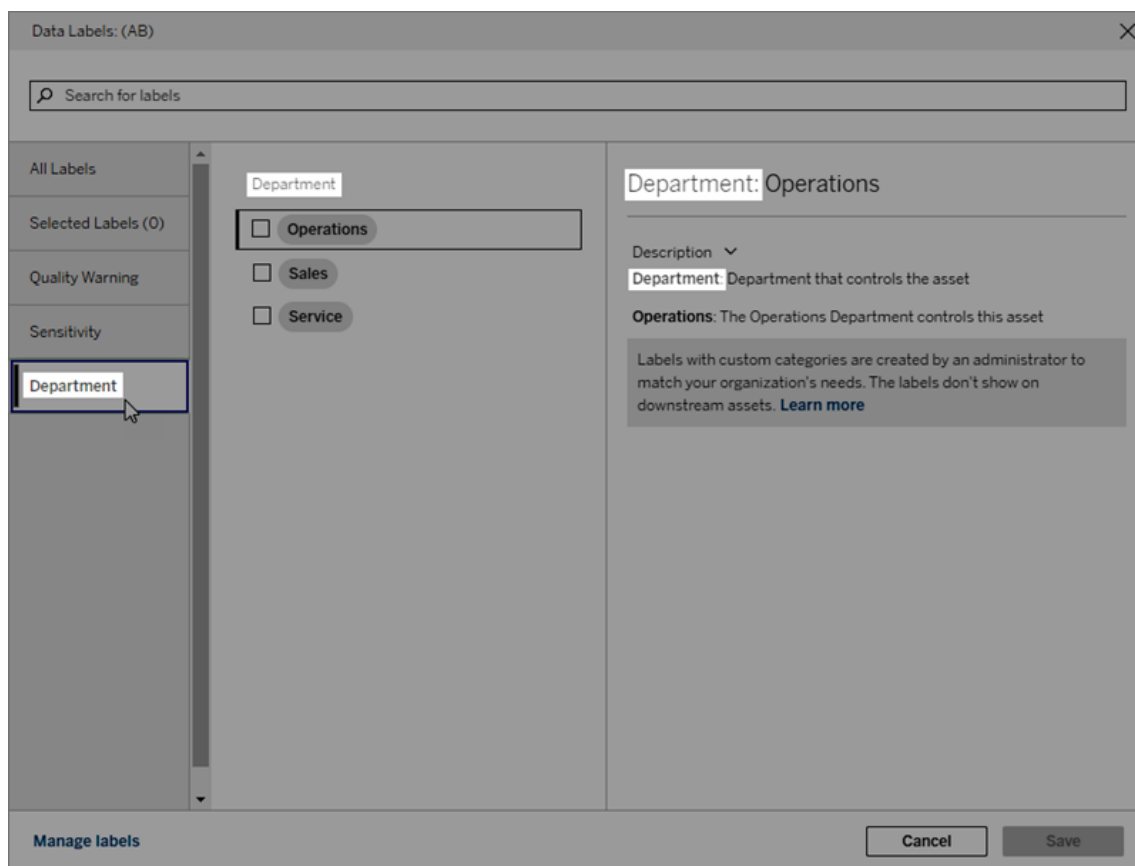 Data Labels: (AB)
Search for labels
All Labels
Selected Labels (0)
Quality Warning
Sensitivity
Department
Department
Operations
Sales
Service
Department: Operations
Description
Department: Department that controls the asset
Operations: The Operations Department controls this asset
Labels with custom categories are created by an administrator to
match your organization's needs. The labels don't show on
downstream assets. Learn more
Manage labels
Cancel
Save